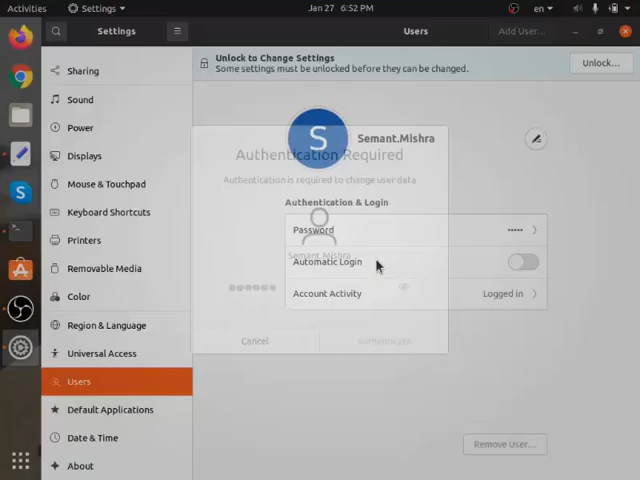 Activities
Settings
Jan 27 6:52 PM
en
Settings
Users
Add User...
Unlock to Change Settings
Some settings must be unlocked before they can be changed.
Unlock...
Sharing
Sound
Power
Displays
Mouse & Touchpad
Keyboard Shortcuts
Printers
Removable Memory
Color
Region & Language
Universal Access
Users
Default Applications
Date & Time
About
S
Semant.Mishra
Authentication Required
Authentication is required to change user data
Authentication & Login
Password
•••••
Semant.Mishra
Automatic Login
●●●●●●
Account Activity
Logged in
Cancel
Authenticate
Remove User...